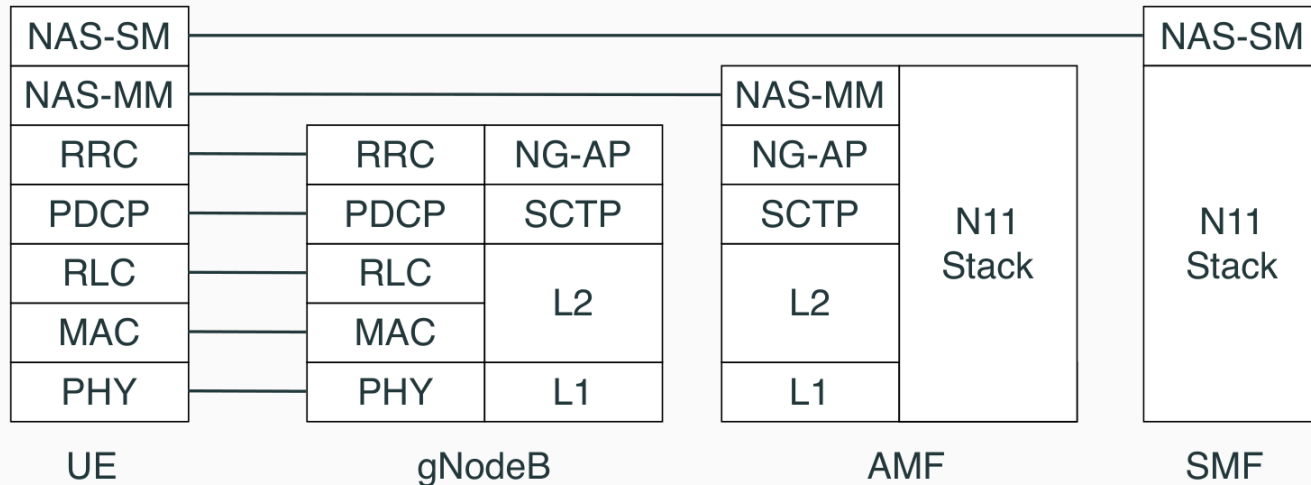 NAS-SM
NAS-SM
NAS-MM
NAS-MM
RRC
RRC
NG-AP
NG-AP
PDCP
PDCP
SCTP
SCTP
N11
Stack
N11
Stack
RLC
RLC
L2
L2
MAC
MAC
PHY
PHY
L1
L1
UE
gNodeB
AMF
SMF